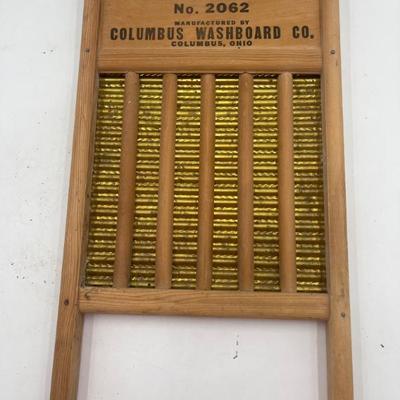 No. 2062
MANUFACTURED BY
COLUMBUS WASHBOARD CO.
COLUMBUS, OHIO